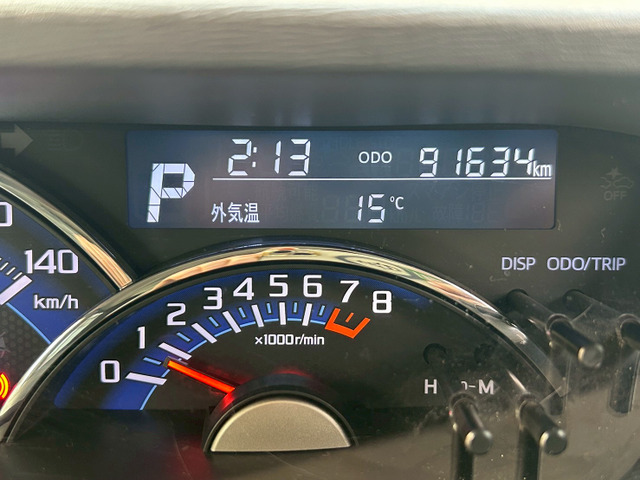 2:13 ODO 91634km
P
外気温 15℃
OFF
DISP ODO/TRIP
140
km/h
0 1 2 3 4 5 6 7 8
×1000r/min
H
-M